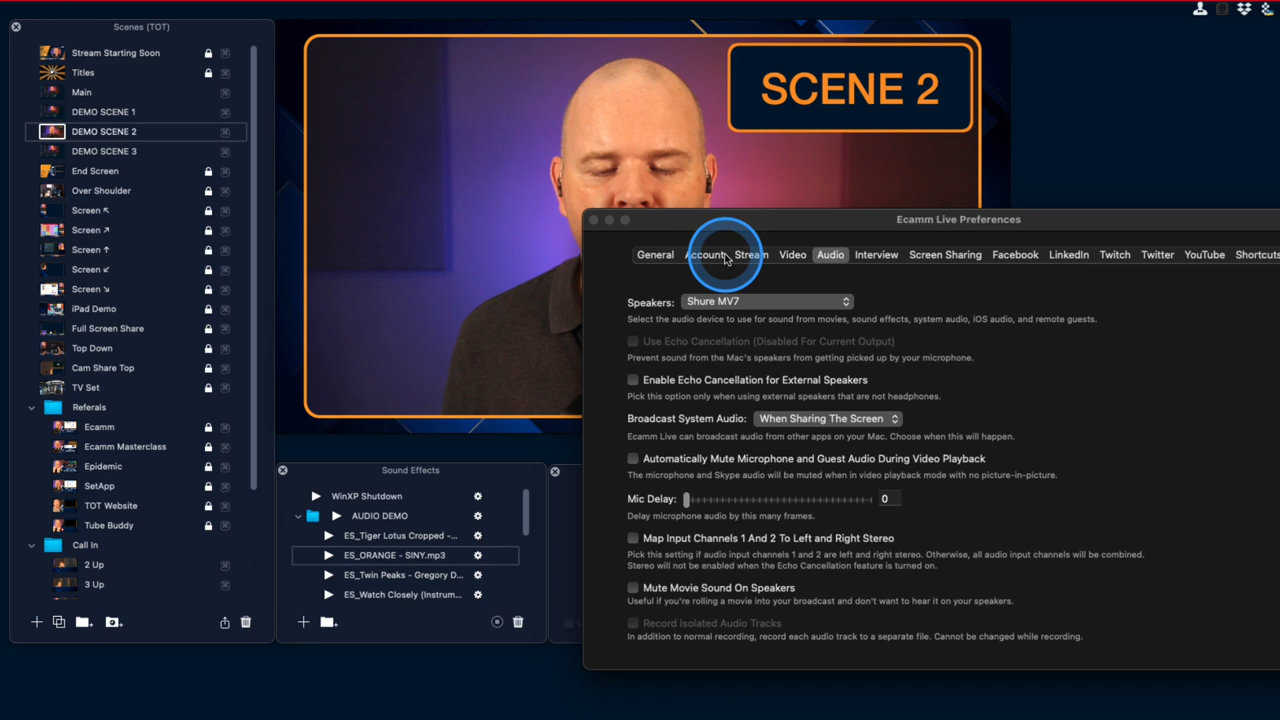 Scenes (TOT)
Stream Starting Soon
Titles
Main
DEMO SCENE 1
DEMO SCENE 2
DEMO SCENE 3
End Screen
Over Shoulder
Screen ↖
Screen ↗
Screen ↑
Screen ↙
Screen ↘
iPad Demo
Full Screen Share
Top Down
Cam Share Top
TV Set
Referals
Ecamm
Ecamm Masterclass
Epidemic
SetApp
TOT Website
Tube Buddy
Call In
2 Up
3 Up
SCENE 2
Sound Effects
WinXP Shutdown
AUDIO DEMO
ES_Tiger Lotus Cropped -...
ES_ORANGE - SINY.mp3
ES_Twin Peaks - Gregory D...
ES_Watch Closely (Instrum...
Ecamm Live Preferences
General Account Stream Video Audio Interview Screen Sharing Facebook LinkedIn Twitch Twitter YouTube Shortcuts
Speakers: Shure MV7
Select the audio device to use for sound from movies, sound effects, system audio, iOS audio, and remote guests.
Use Echo Cancellation (Disabled For Current Output)
Prevent sound from the Mac's speakers from getting picked up by your microphone.
Enable Echo Cancellation for External Speakers
Pick this option only when using external speakers that are not headphones.
Broadcast System Audio: When Sharing The Screen
Ecamm Live can broadcast audio from other apps on your Mac. Choose when this will happen.
Automatically Mute Microphone and Guest Audio During Video Playback
The microphone and Skype audio will be muted when in video playback mode with no picture-in-picture.
Mic Delay: 0
Delay microphone audio by this many frames.
Map Input Channels 1 And 2 To Left and Right Stereo
Pick this setting if audio input channels 1 and 2 are left and right stereo. Otherwise, all audio input channels will be combined.
Stereo will not be enabled when the Echo Cancellation feature is turned on.
Mute Movie Sound On Speakers
Useful if you're rolling a movie into your broadcast and don't want to hear it on your speakers.
Record Isolated Audio Tracks
In addition to normal recording, record each audio track to a separate file. Cannot be changed while recording.